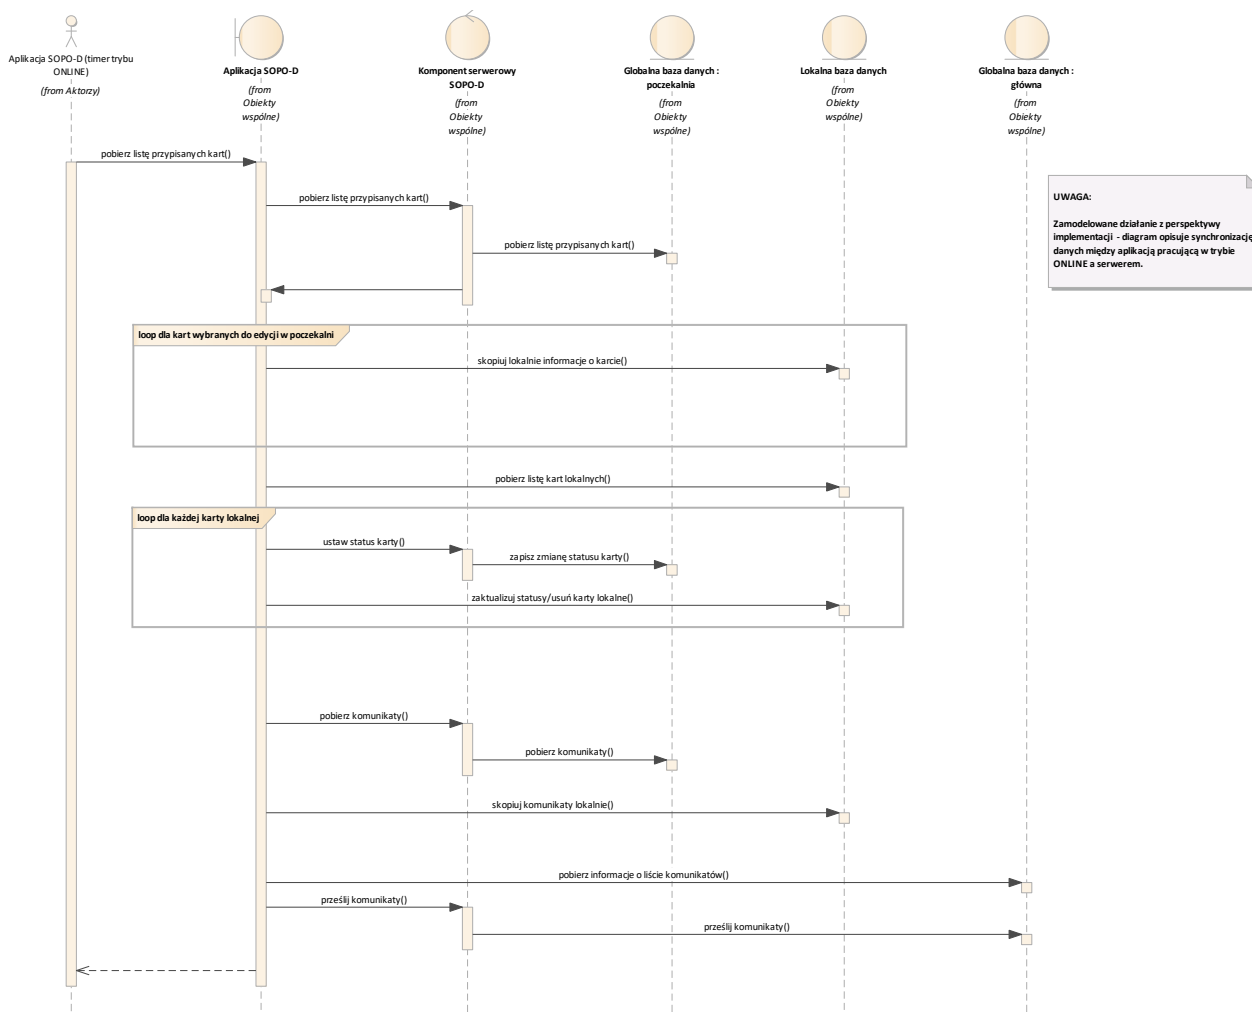 Aplikacja SOPO-D (timer trybu
ONLINE)
(from Aktorzy)
Aplikacja SOPO-D
(from
Obiekty
wspólne)
Komponent serwerowy
SOPO-D
(from
Obiekty
wspólne)
Globalna baza danych :
poczekalnia
(from
Obiekty
wspólne)
Lokalna baza danych
(from
Obiekty
wspólne)
Globalna baza danych :
główna
(from
Obiekty
wspólne)
pobierz listę przypisanych kart()
pobierz listę przypisanych kart()
pobierz listę przypisanych kart()
UWAGA:
Zamodelowane działanie z perspektywy
implementacji - diagram opisuje synchronizację
danych między aplikacją pracującą w trybie
ONLINE a serwerem.
loop dla kart wybranych do edycji w poczekalni
skopiuj lokalnie informacje o karcie()
pobierz listę kart lokalnych()
loop dla każdej karty lokalnej
ustaw status karty()
zapisz zmianę statusu karty()
zaktualizuj statusy/usuń karty lokalne()
pobierz komunikaty()
pobierz komunikaty()
skopiuj komunikaty lokalnie()
pobierz informacje o liście komunikatów()
prześlij komunikaty()
prześlij komunikaty()